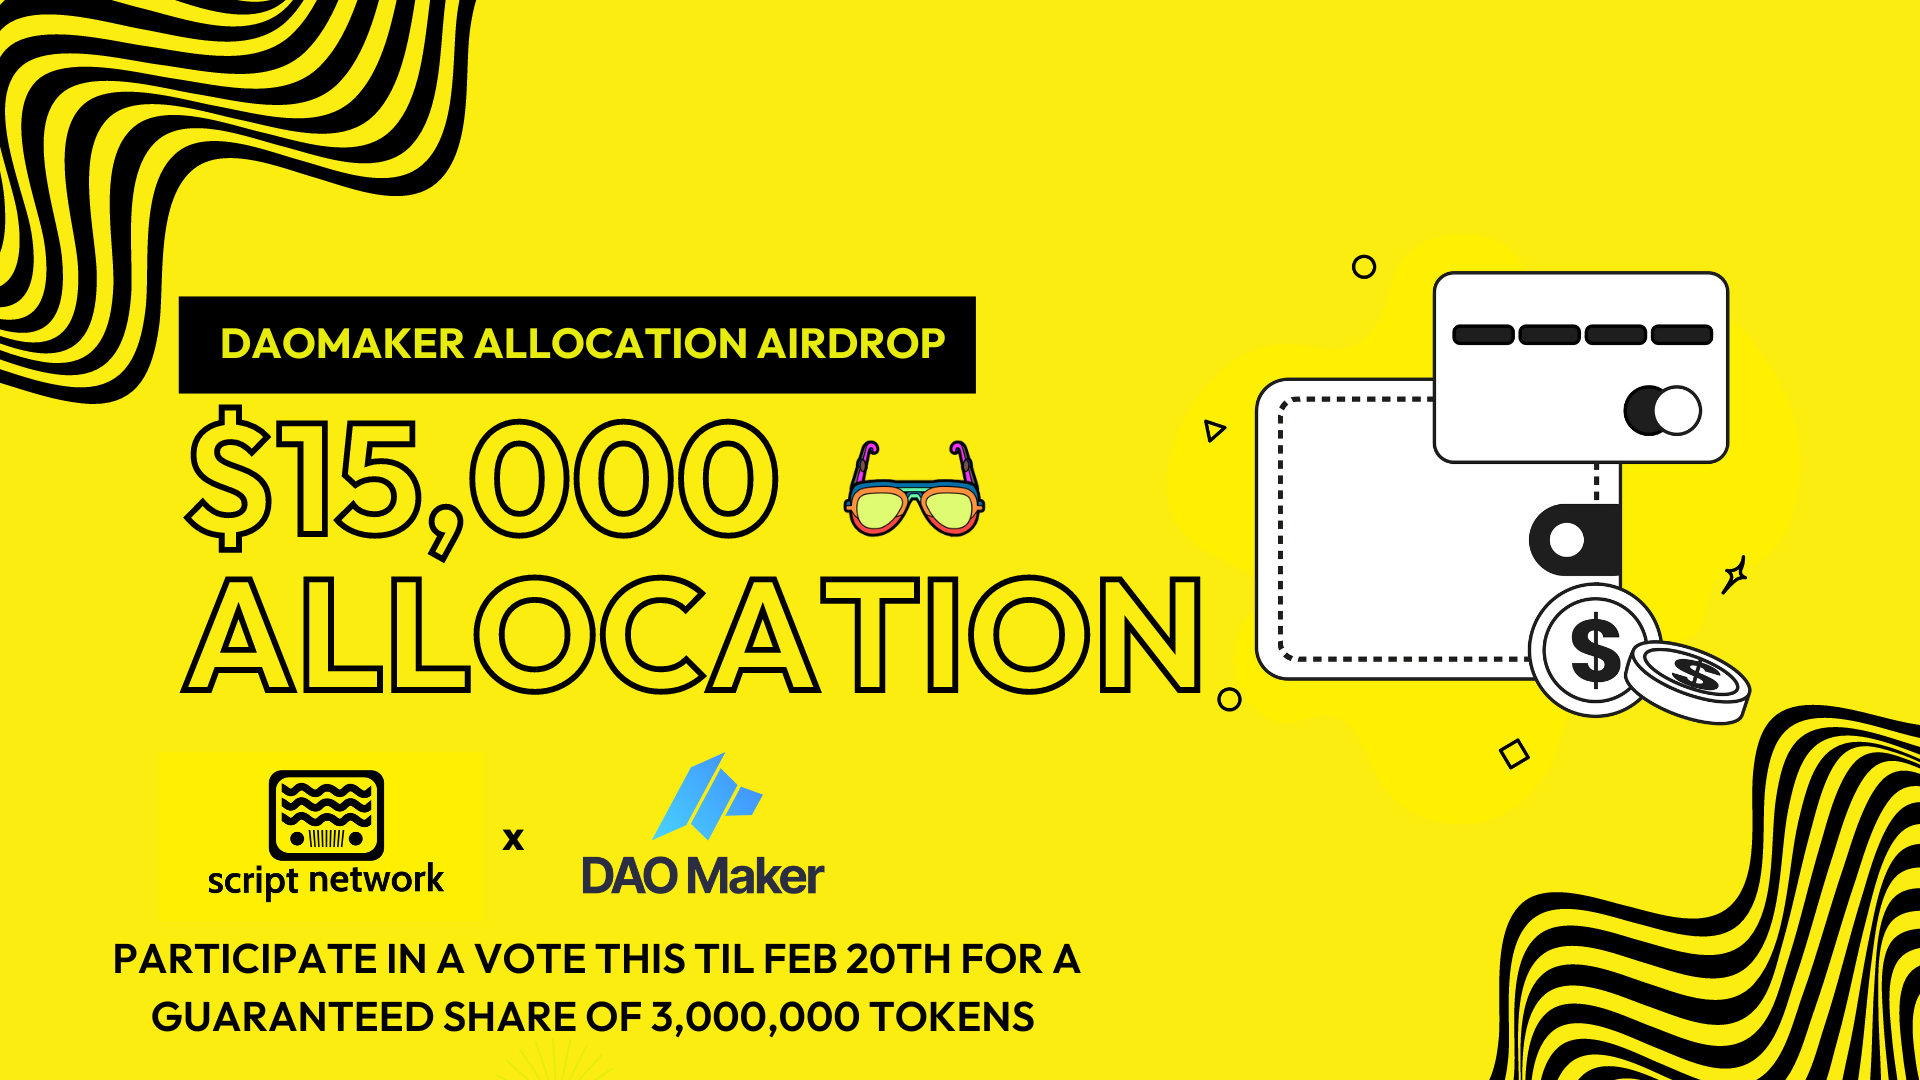 DAOMAKER ALLOCATION AIRDROP
$15,000
ALLOCATION
script network
x
DAO Maker
$
$
PARTICIPATE IN A VOTE THIS TIL FEB 20TH FOR A
GUARANTEED SHARE OF 3,000,000 TOKENS